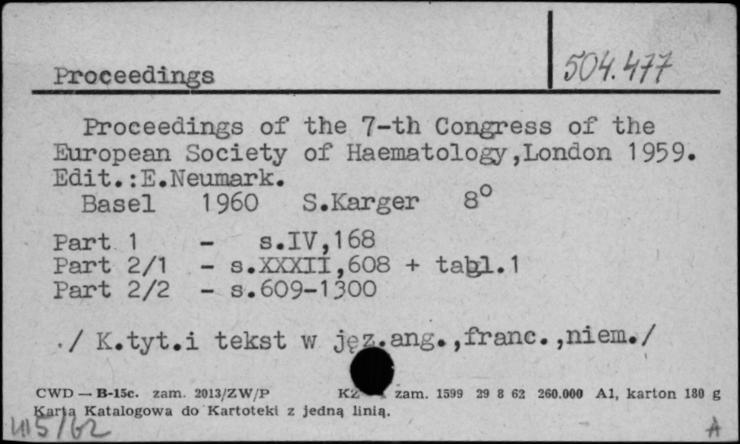 Proceedings 504.477
Proceedings of the 7-th Congress of the
European Society of Haematology,London 1959.
Edit.:E.Neumark.
Basel 1960 S.Karger 8°
Part 1 - s.IV,168
Part 2/1 - s.XXXII,608 + tabl.1
Part 2/2 - s.609-1300
./ K.tyt.i tekst w jęz.ang.,franc.,niem./
CWD — B-15c. zam. 2013/ZW/P KZ zam. 1599 29 8 62 260.000 A1, karton 180 g
Karta Katalogowa do Kartoteki z jedną linią.
A